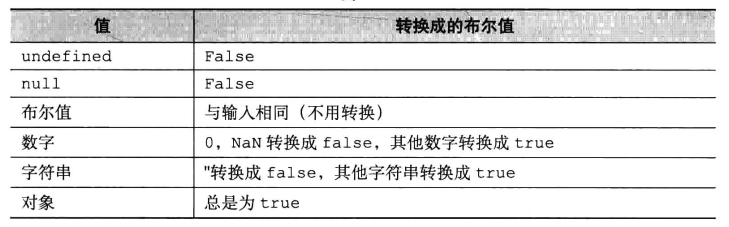 值 转换成的布尔值
undefined False
null False
布尔值 与输入相同（不用转换）
数字 0，NaN 转换成 false，其他数字转换成 true
字符串 "转换成 false，其他字符串转换成 true
对象 总是为 true